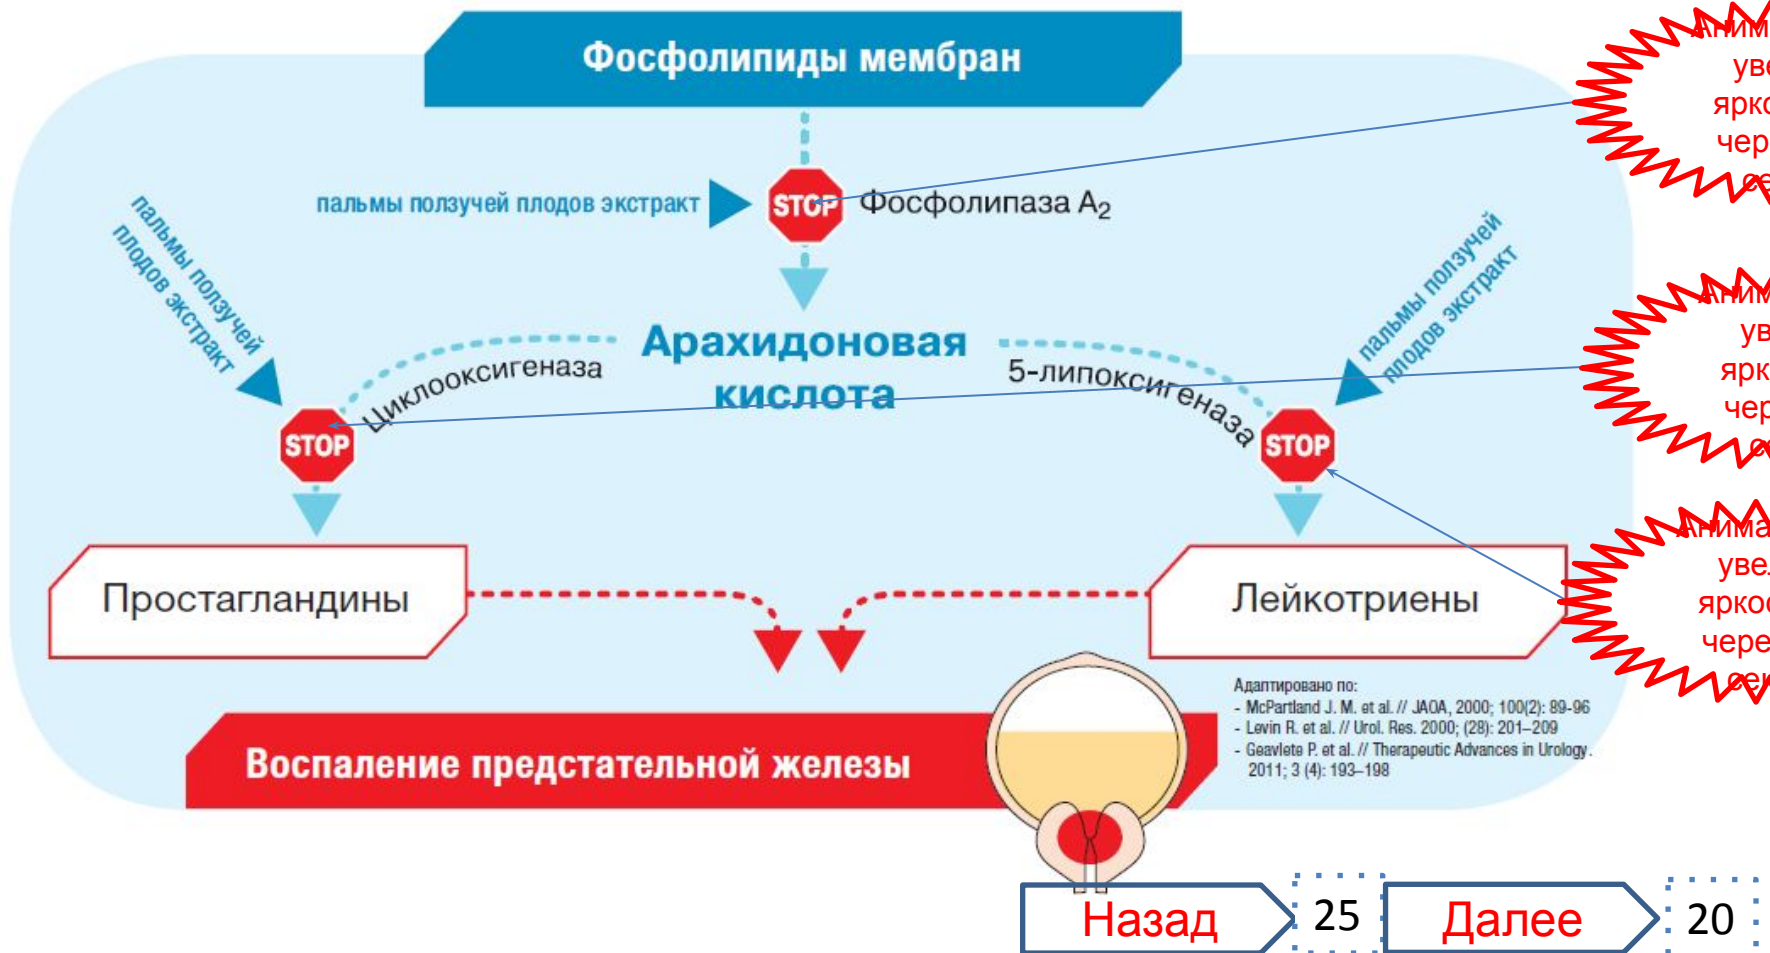 Фосфолипиды мембран
пальмы ползучей плодов экстракт
STOP
Фосфолипаза A₂
пальмы ползучей
плодов экстракт
пальмы ползучей
плодов экстракт
Арахидоновая
кислота
Циклооксигеназа
5-липоксигеназа
STOP
STOP
Простагландины
Лейкотриены
Адаптировано по:
- McPartland J. M. et al. // JAOA, 2000; 100(2): 89-96
- Levin R. et al. // Urol. Res. 2000; (28): 201–209
- Geavlete P. et al. // Therapeutic Advances in Urology.
2011; 3 (4): 193–198
Воспаление предстательной железы
Назад
25
Далее
20